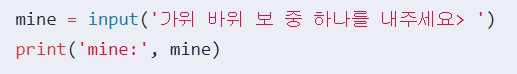 mine = input('가위 바위 보 중 하나를 내주세요> ')
print('mine:', mine)